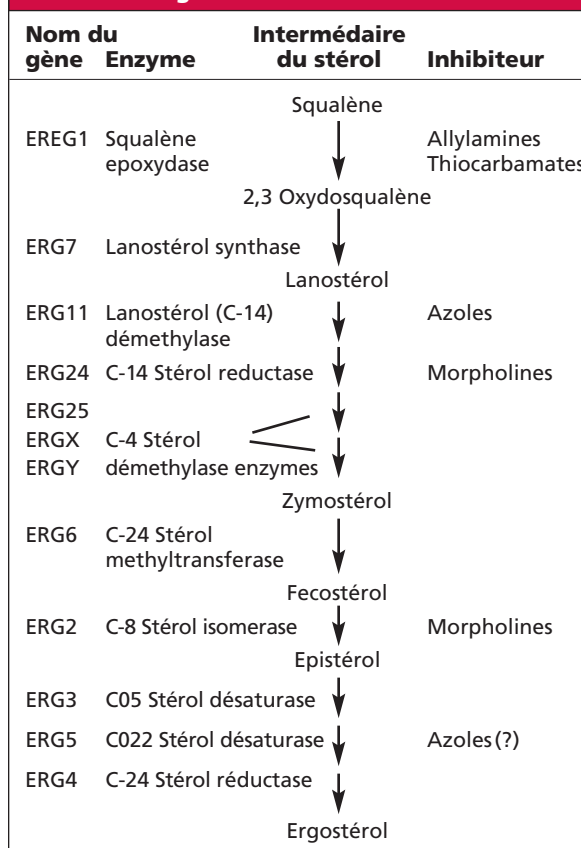 Nom du Intermédaire
gène Enzyme du stérol Inhibiteur
Squalène
EREG1 Squalène Allylamines
epoxydase Thiocarbamates
2,3 Oxydosqualène
ERG7 Lanostérol synthase
Lanostérol
ERG11 Lanostérol (C-14) Azoles
démethylase
ERG24 C-14 Stérol reductase Morpholines
ERG25
ERGX C-4 Stérol
ERGY démethylase enzymes
Zymostérol
ERG6 C-24 Stérol
methyltransferase
Fecostérol
ERG2 C-8 Stérol isomerase Morpholines
Epistérol
ERG3 C05 Stérol désaturase
ERG5 C022 Stérol désaturase Azoles (?)
ERG4 C-24 Stérol réductase
Ergostérol